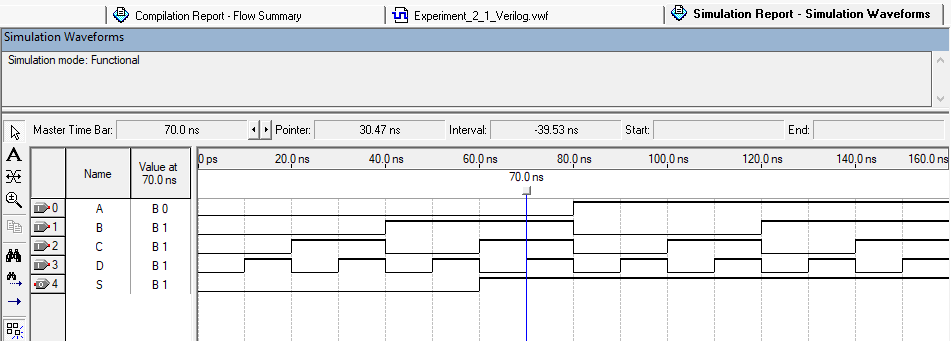 Compilation Report - Flow Summary
Experiment_2_1_Verilog.vwf
Simulation Report - Simulation Waveforms
Simulation Waveforms
Simulation mode: Functional
Master Time Bar: 70.0 ns Pointer: 30.47 ns Interval: -39.53 ns Start: End:
Name Value at 70.0 ns
0 ps 20.0 ns 40.0 ns 60.0 ns 80.0 ns 100.0 ns 120.0 ns 140.0 ns 160.0 ns
70.0 ns
0 A B 0
1 B B 1
2 C B 1
3 D B 1
4 S B 1